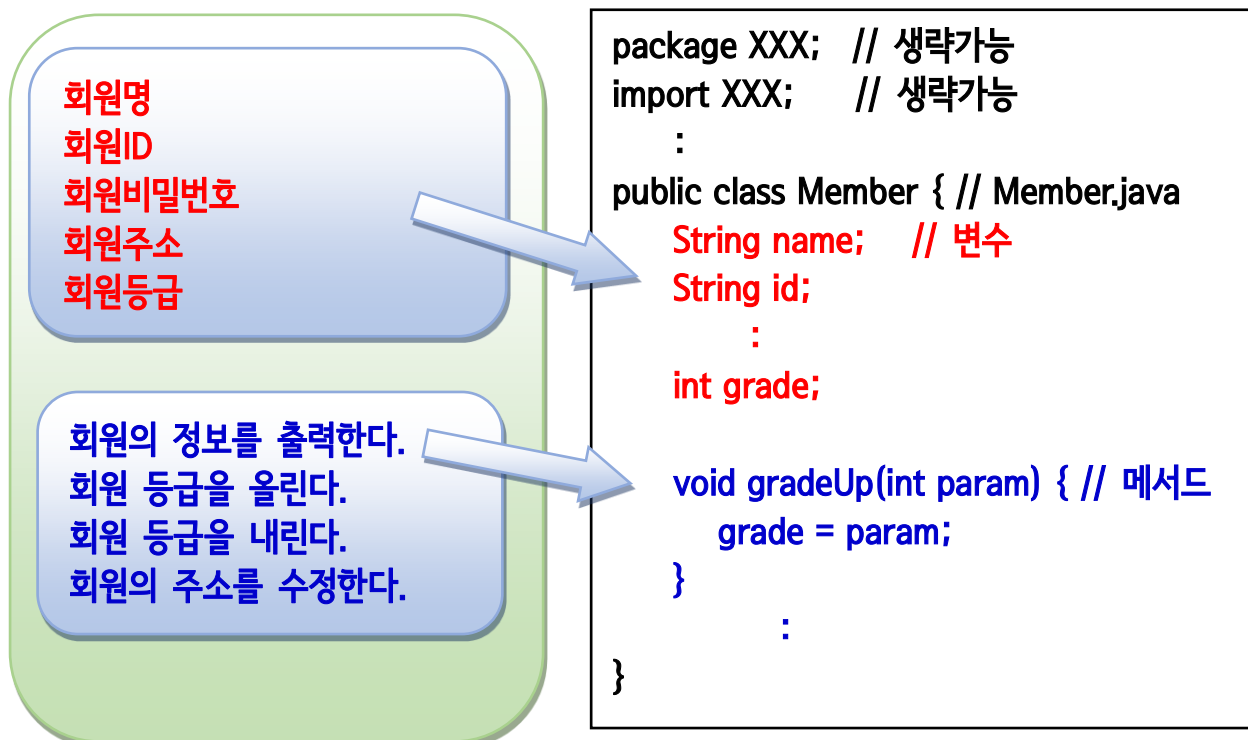 회원명
회원ID
회원비밀번호
회원주소
회원등급
회원의 정보를 출력한다.
회원 등급을 올린다.
회원 등급을 내린다.
회원의 주소를 수정한다.
package XXX; // 생략가능
import XXX; // 생략가능
:
public class Member { // Member.java
String name; // 변수
String id;
:
int grade;
void gradeUp(int param) { // 메서드
grade = param;
}
:
}